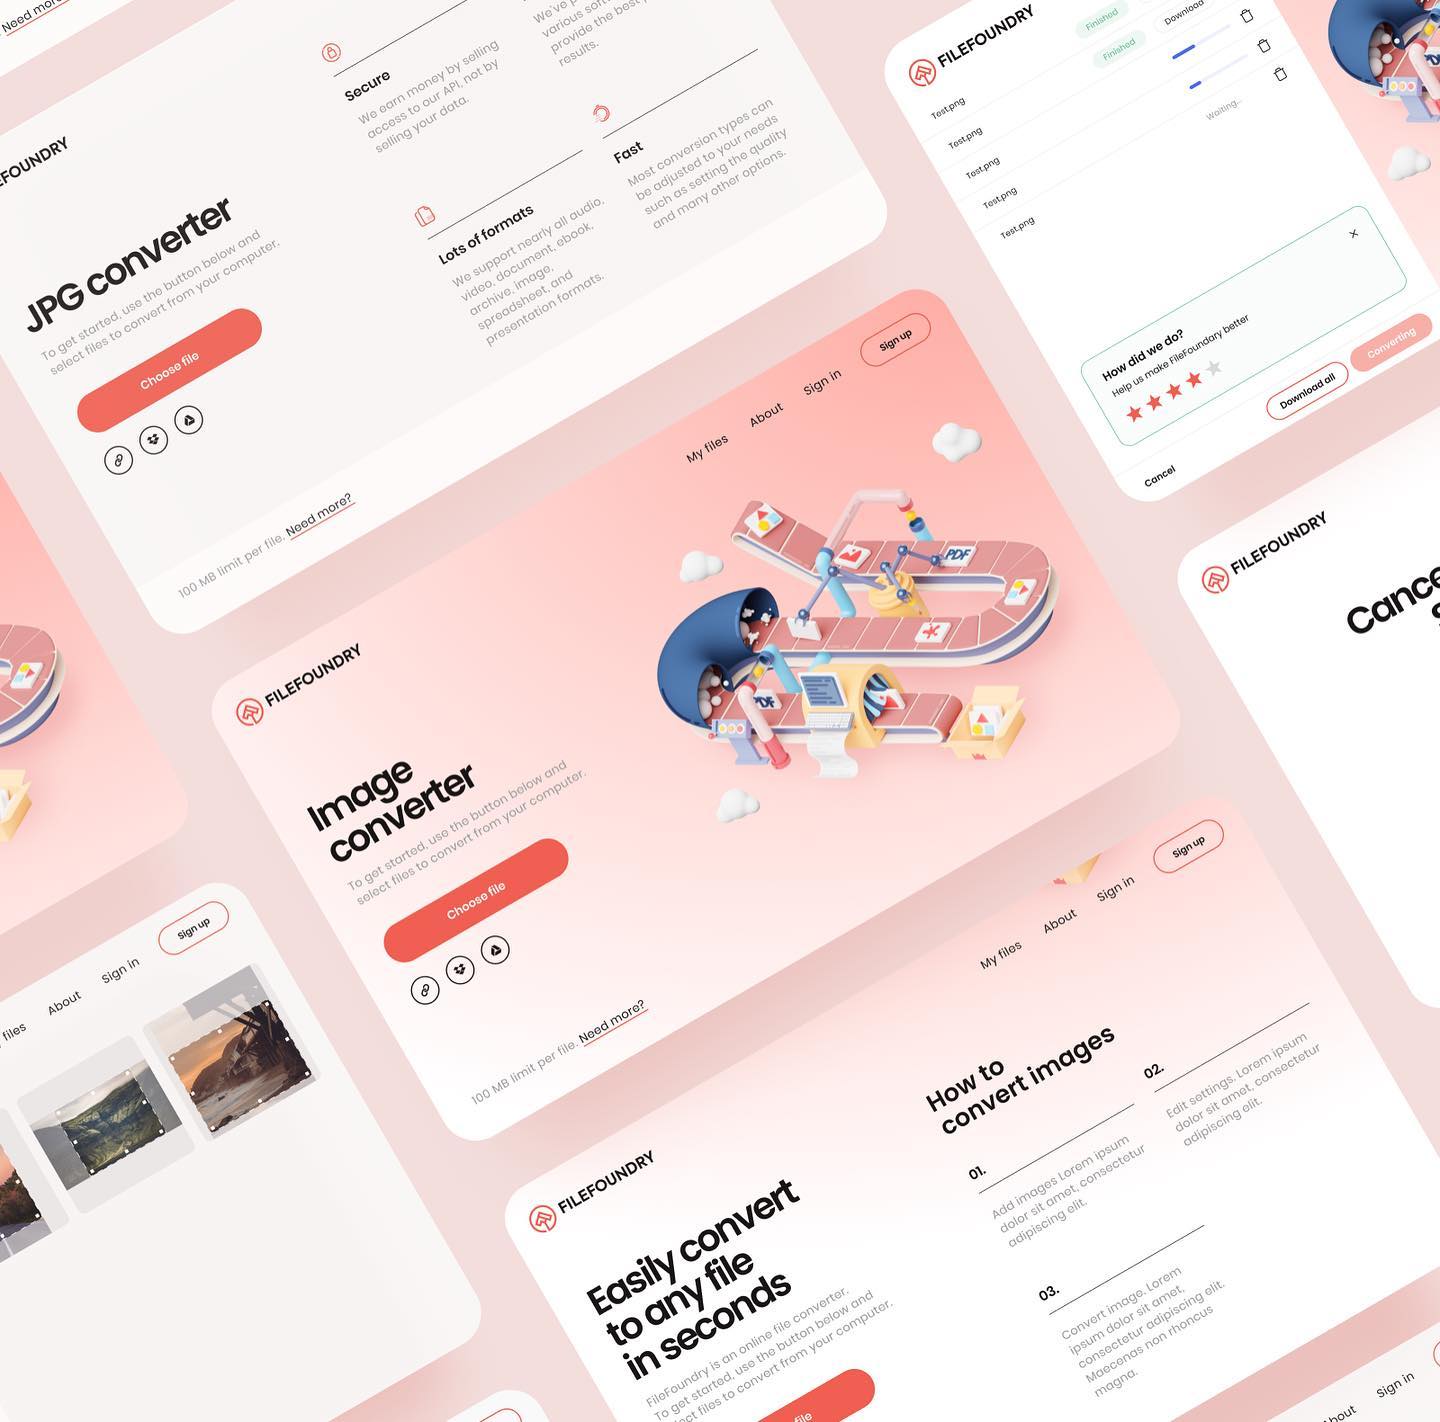 Need more?
FILEFOUNDRY
JPG converter
To get started, use the button below and
select files to convert from your computer.
Choose file
100 MB limit per file. Need more?
Secure
We earn money by selling
access to our API, not by
selling your data.
various
provide the best
results.
Lots of formats
We support nearly all audio,
video, document, ebook,
archive, image,
spreadsheet, and
presentation formats.
Fast
Most conversion types can
be adjusted to your needs
such as setting the quality
and many other options.
FILEFOUNDRY
Finished
Finished
Download
Test.png
Test.png
Test.png
Test.png
Test.png
Waiting...
How did we do?
Help us make FileFoundary better
Cancel
Download all
Converting
FILEFOUNDRY
My files
About
Sign in
Sign up
Image
converter
To get started, use the button below and
select files to convert from your computer.
Choose file
100 MB limit per file. Need more?
PDF
PDF
FILEFOUNDRY
files
About
Sign in
Sign up
FILEFOUNDRY
My files
About
Sign in
Sign up
Easily convert
to any file
in seconds
FileFoundry is an online file converter.
To get started, use the button below and
files to convert from your computer.
file
How to
convert images
01.
Add images Lorem ipsum
dolor sit amet, consectetur
adipiscing elit.
02.
Edit settings. Lorem ipsum
dolor sit amet, consectetur
adipiscing elit.
03.
Convert image. Lorem
ipsum dolor sit amet,
consectetur adipiscing elit.
Maecenas non rhoncus
magna.
Sign in